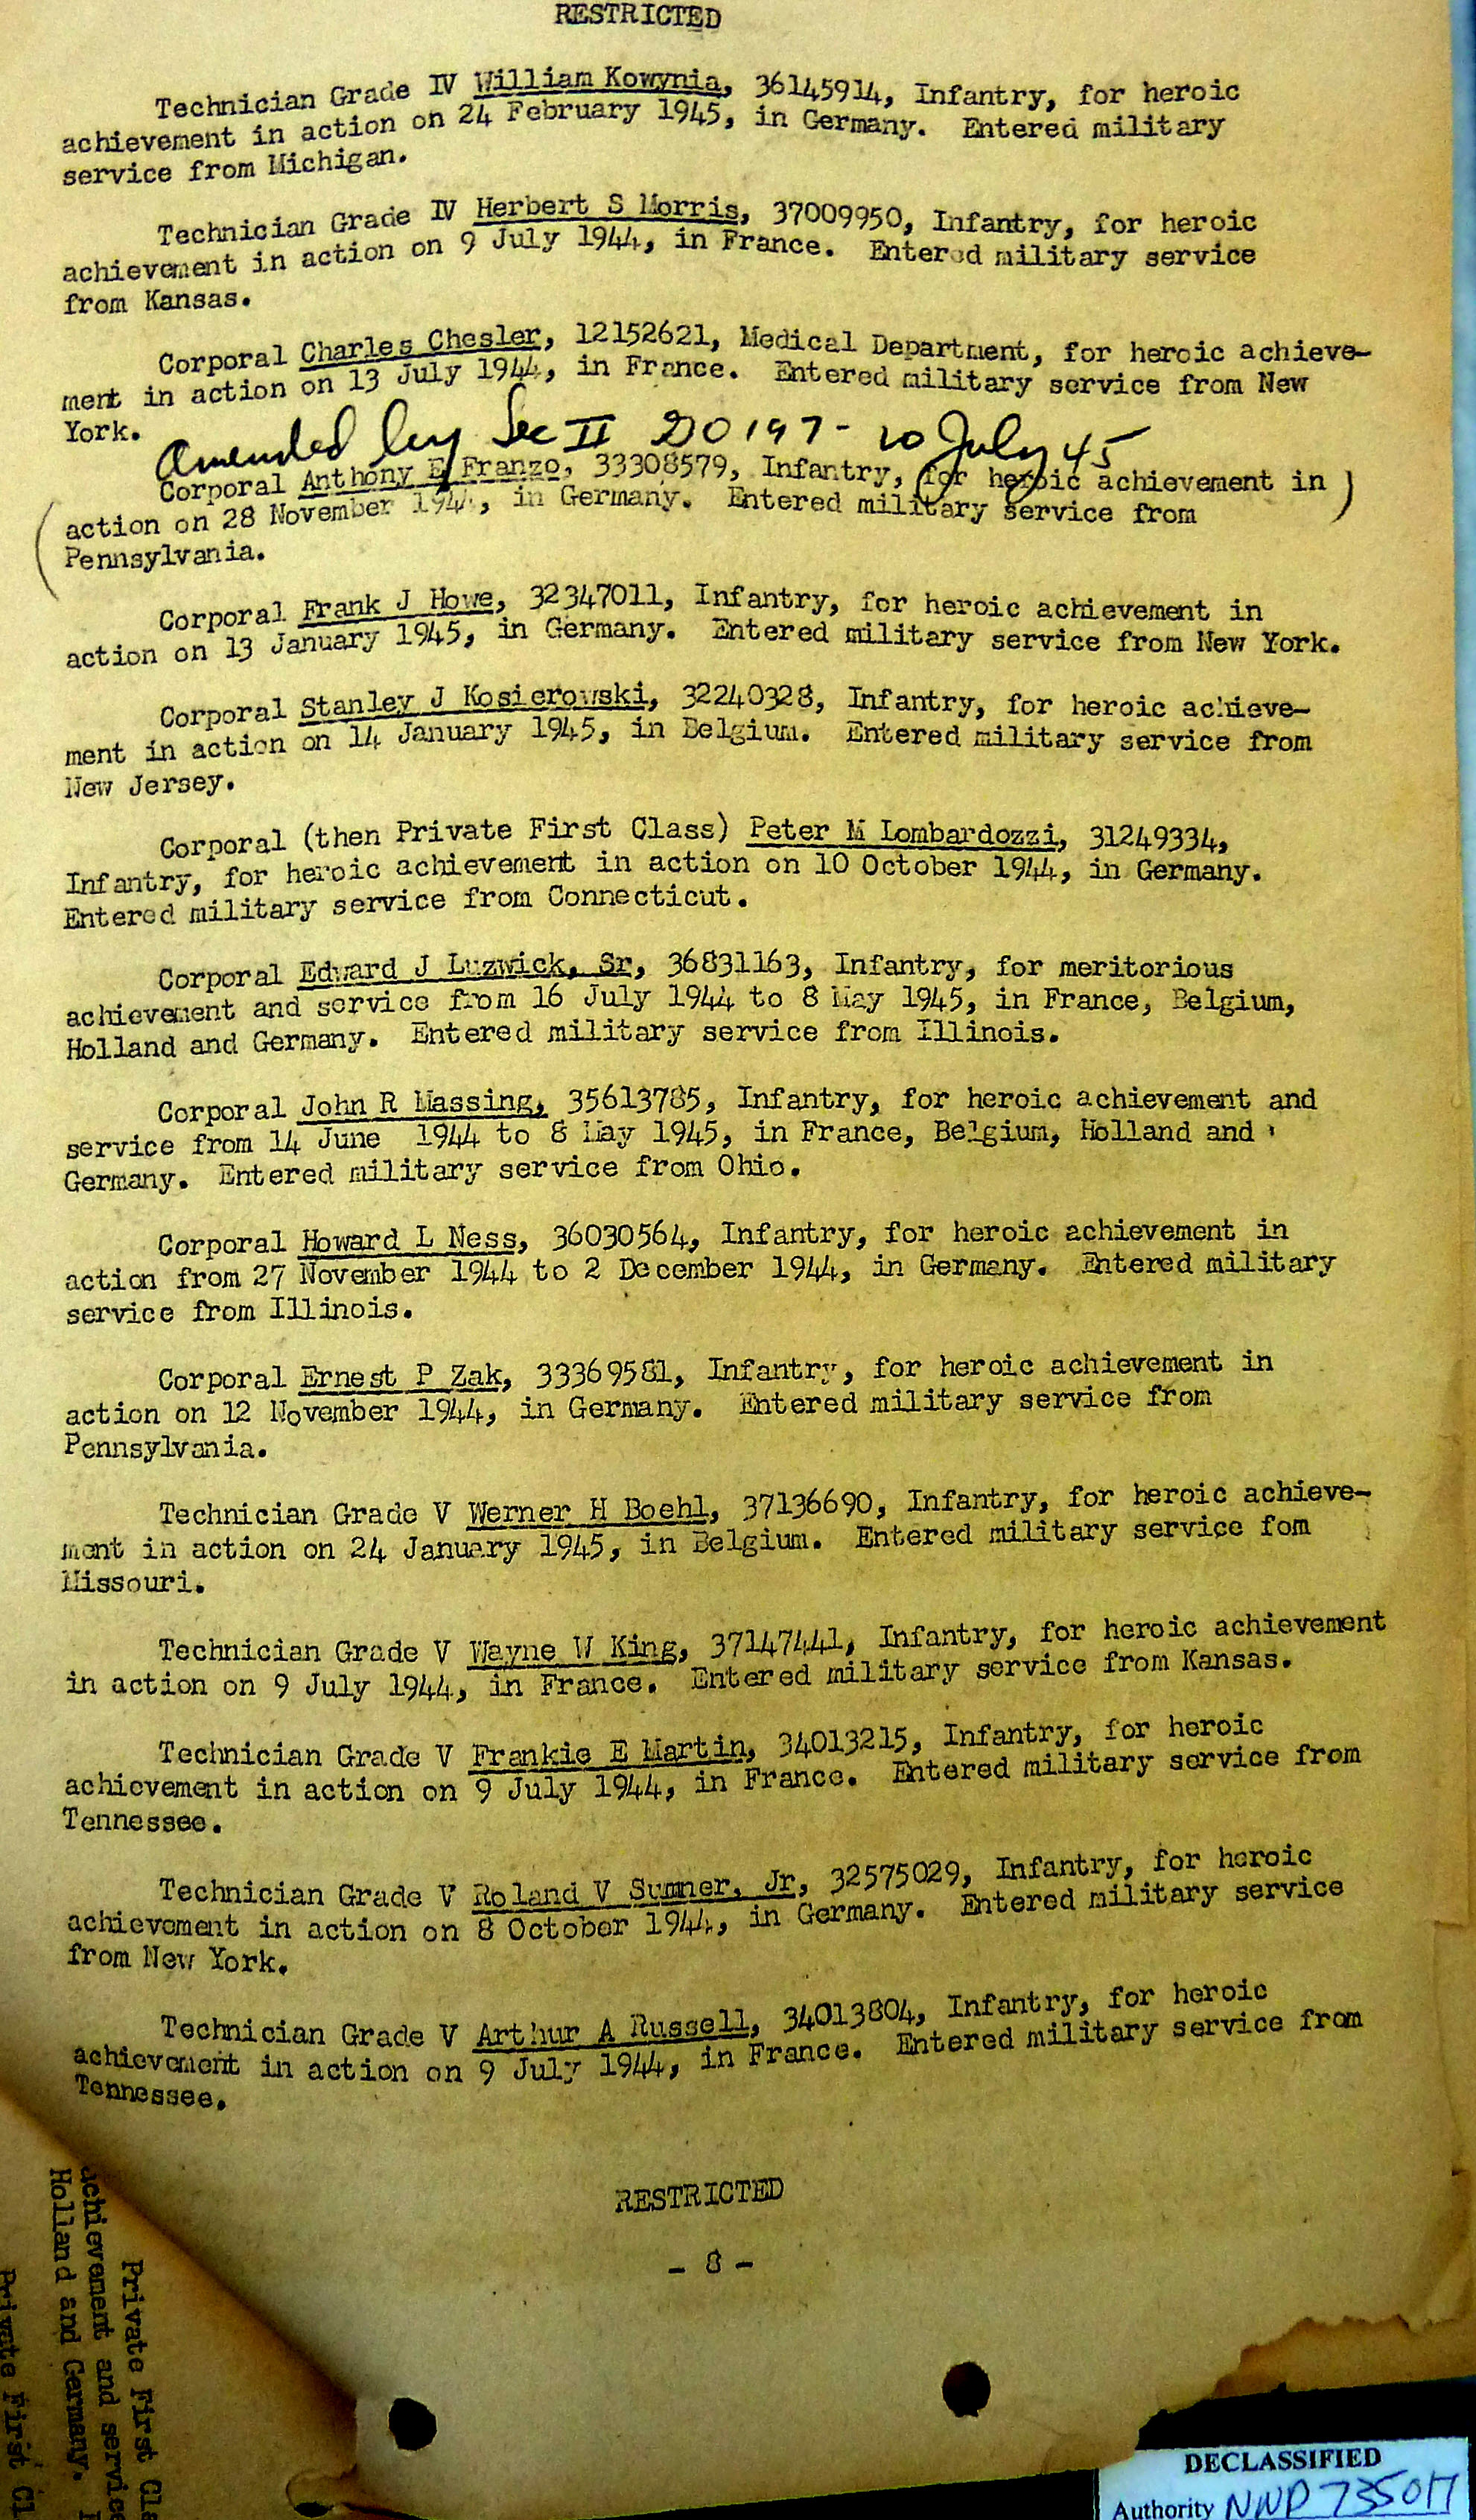 RESTRICTED
Technician Grade IV William Kowynia, 36145914, Infantry, for heroic
achievement in action on 24 February 1945, in Germany. Entered military
service from Michigan.
Technician Grade IV Herbert S Morris, 37009950, Infantry, for heroic
achievement in action on 9 July 1944, in France. Entered military service
from Kansas.
Corporal Charles Chesler, 12152621, Medical Department, for heroic achieve-
ment in action on 13 July 1944, in France. Entered military service from New
York.
Amended by Sec II GO 197 - 20 July 45
(Corporal Anthony E Franzo, 33308579, Infantry, for heroic achievement in)
action on 28 November 1944, in Germany. Entered military service from
Pennsylvania.
Corporal Frank J Howe, 32347011, Infantry, for heroic achievement in
action on 13 January 1945, in Germany. Entered military service from New York.
Corporal Stanley J Kosierowski, 32240328, Infantry, for heroic achieve-
ment in action on 14 January 1945, in Belgium. Entered military service from
New Jersey.
Corporal (then Private First Class) Peter M Lombardozzi, 31249334,
Infantry, for heroic achievement in action on 10 October 1944, in Germany.
Entered military service from Connecticut.
Corporal Edward J Luzwick, Sr, 36831163, Infantry, for meritorious
achievement and service from 16 July 1944 to 8 May 1945, in France, Belgium,
Holland and Germany. Entered military service from Illinois.
Corporal John R Massing, 35613785, Infantry, for heroic achievement and
service from 14 June 1944 to 8 May 1945, in France, Belgium, Holland and
Germany. Entered military service from Ohio.
Corporal Howard L Ness, 36030564, Infantry, for heroic achievement in
action from 27 November 1944 to 2 December 1944, in Germany. Entered military
service from Illinois.
Corporal Ernest P Zak, 33369581, Infantry, for heroic achievement in
action on 12 November 1944, in Germany. Entered military service from
Pennsylvania.
Technician Grade V Werner H Boehl, 37136690, Infantry, for heroic achieve-
ment in action on 24 January 1945, in Belgium. Entered military service fom
Missouri.
Technician Grade V Wayne W King, 37147441, Infantry, for heroic achievement
in action on 9 July 1944, in France. Entered military service from Kansas.
Technician Grade V Frankie E Martin, 34013215, Infantry, for heroic
achievement in action on 9 July 1944, in France. Entered military service from
Tennessee.
Technician Grade V Roland V Sumner, Jr, 32575029, Infantry, for heroic
achievement in action on 8 October 1944, in Germany. Entered military service
from New York.
Technician Grade V Arthur A Russell, 34013804, Infantry, for heroic
achievement in action on 9 July 1944, in France. Entered military service from
Tennessee.
RESTRICTED
- 8 -
Private First Cla
achievement and service
Holland and Germany.
Private First Cl
DECLASSIFIED
Authority NND 735017